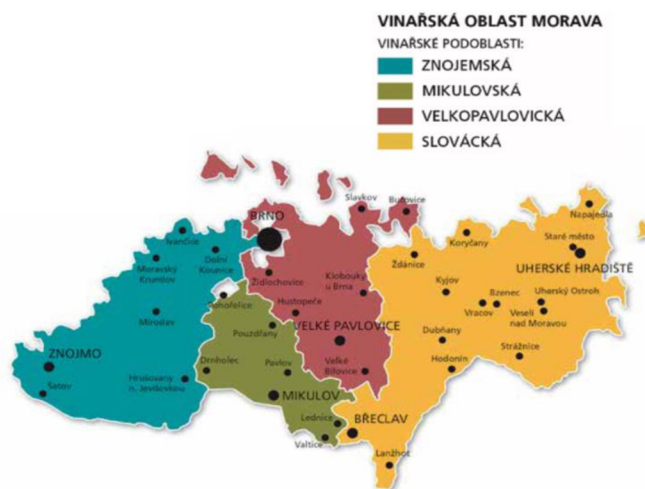 VINAŘSKÁ OBLAST MORAVA
VINAŘSKÉ PODOBLASTI:
ZNOJEMSKÁ
MIKULOVSKÁ
VELKOPAVLOVICKÁ
SLOVÁCKÁ
Slavkov
Bučovice
Napajedla
BRNO
Ivančice
Dolní
Kounice
Koryčany
Staré město
Ždánice
UHERSKÉ HRADIŠTĚ
Moravský
Krumlov
Židlochovice
Klobouky
u Brna
Kyjov
Bzenec
Uherský Ostroh
Pohořelice
Hustopeče
Vracov
Veselí
nad Moravou
Miroslav
Pouzdřany
VELKÉ PAVLOVICE
Dubňany
Strážnice
ZNOJMO
Drnholec
Pavlov
Velké
Bílovice
Hodonín
Hrušovany
n. Jevišovkou
Šatov
MIKULOV
Lednice
BŘECLAV
Valtice
Lanžhot